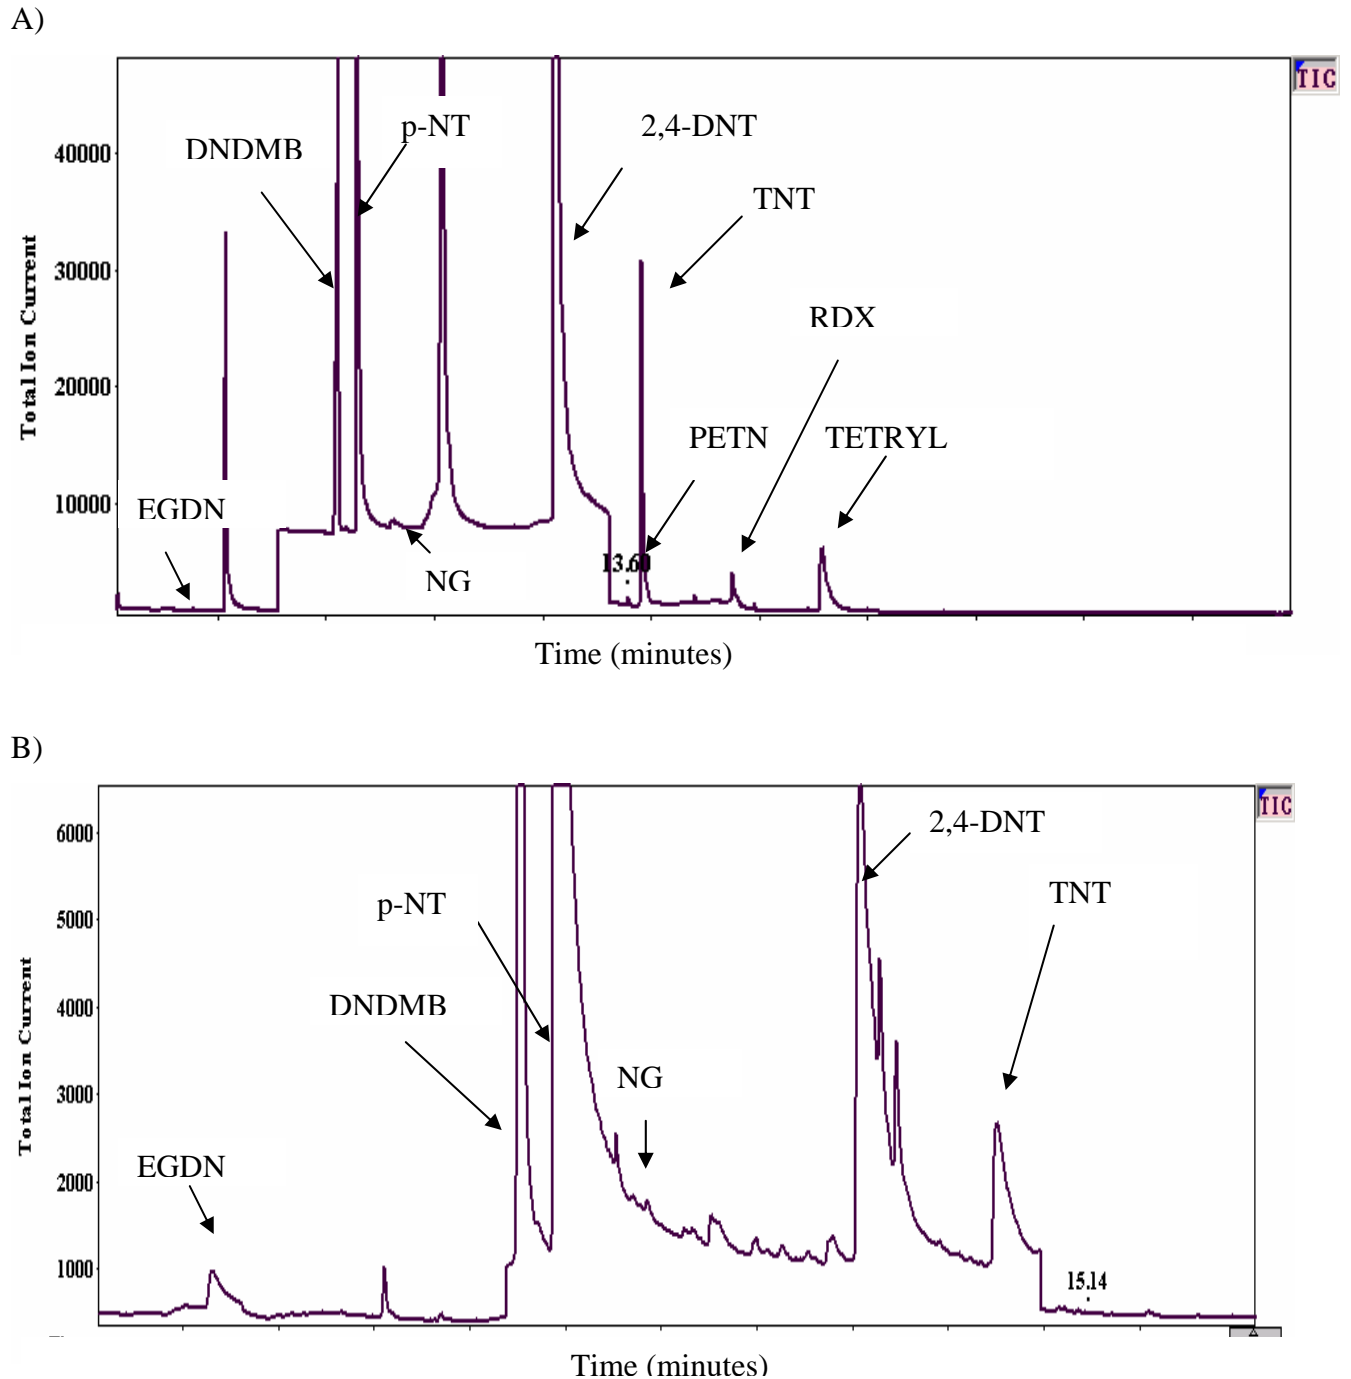 A)
TIC
p-NT
2,4-DNT
DNDMB
40000
TNT
30000
RDX
Total Ion Current
20000
PETN
TETRYL
EGDN
10000
13.60
NG
Time (minutes)
B)
TIC
2,4-DNT
6000
TNT
p-NT
5000
DNDMB
4000
NG
3000
Total Ion Current
EGDN
2000
1000
15.14
Time (minutes)